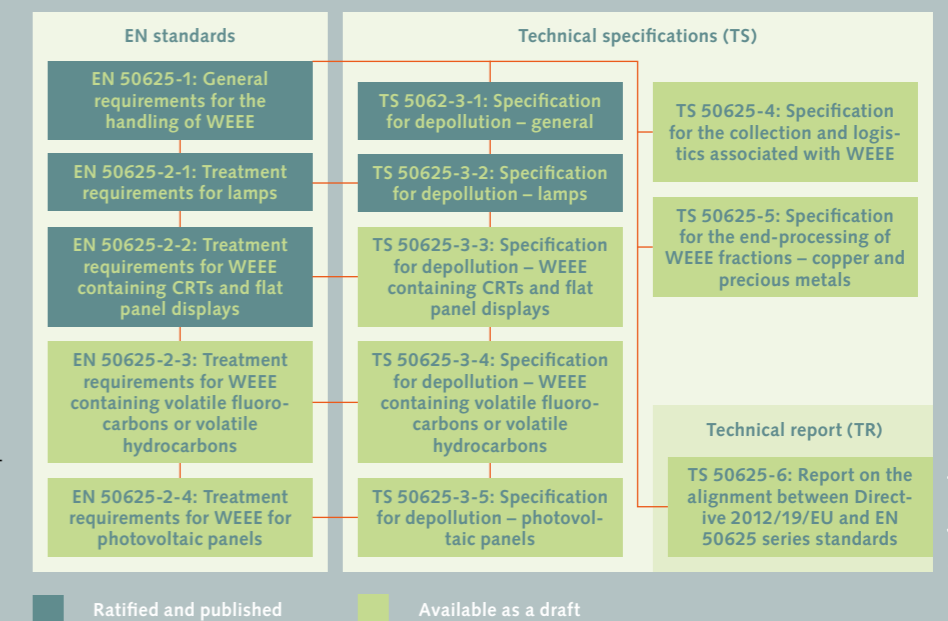 EN standards
EN 50625-1: General
requirements for the
handling of WEEE
EN 50625-2-1: Treatment
requirements for lamps
EN 50625-2-2: Treatment
requirements for WEEE
containing CRTs and flat
panel displays
EN 50625-2-3: Treatment
requirements for WEEE
containing volatile fluoro-
carbons or volatile
hydrocarbons
EN 50625-2-4: Treatment
requirements for WEEE for
photovoltaic panels
Technical specifications (TS)
TS 5062-3-1: Specification
for depollution – general
TS 50625-3-2: Specification
for depollution – lamps
TS 50625-3-3: Specification
for depollution – WEEE
containing CRTs and flat
panel displays
TS 50625-3-4: Specification
for depollution – WEEE
containing volatile fluoro-
carbons or volatile
hydrocarbons
TS 50625-3-5: Specification
for depollution – photovol-
taic panels
TS 50625-4: Specification
for the collection and logis-
tics associated with WEEE
TS 50625-5: Specification
for the end-processing of
WEEE fractions – copper and
precious metals
Technical report (TR)
TS 50625-6: Report on the
alignment between Direct-
ive 2012/19/EU and EN
50625 series standards
Ratified and published
Available as a draft